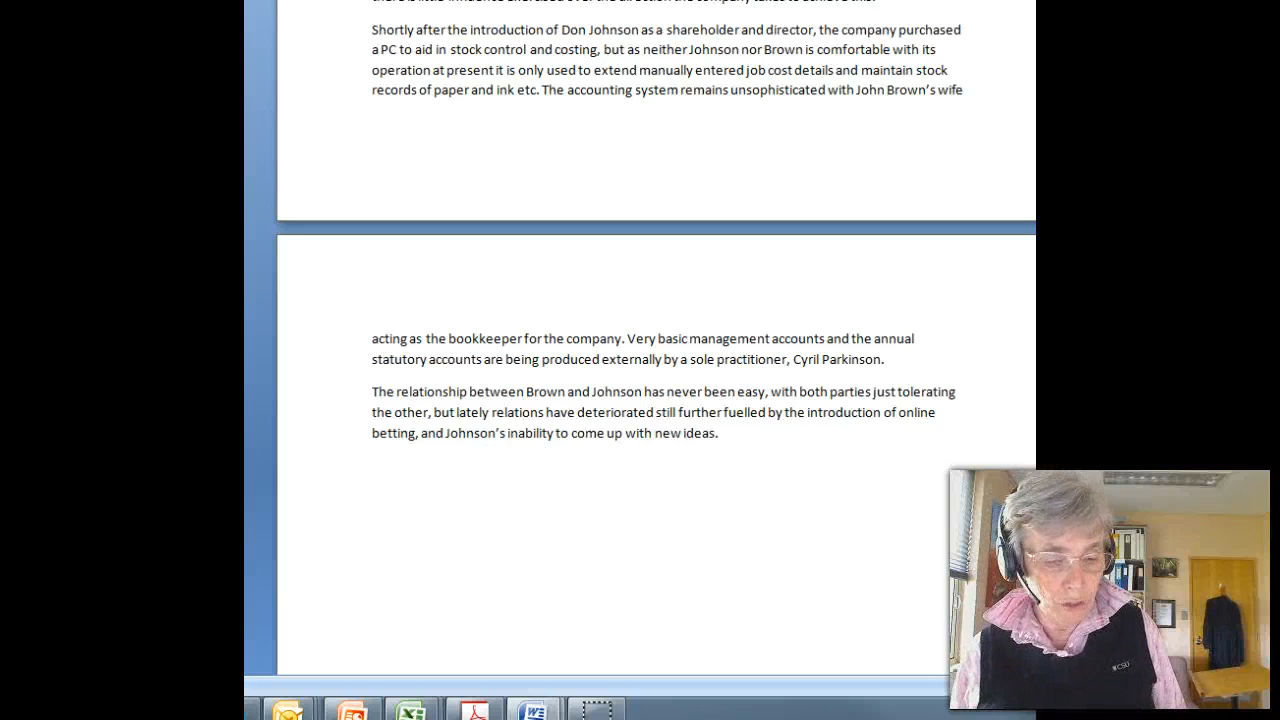 Shortly after the introduction of Don Johnson as a shareholder and director, the company purchased
a PC to aid in stock control and costing, but as neither Johnson nor Brown is comfortable with its
operation at present it is only used to extend manually entered job cost details and maintain stock
records of paper and ink etc. The accounting system remains unsophisticated with John Brown’s wife
acting as the bookkeeper for the company. Very basic management accounts and the annual
statutory accounts are being produced externally by a sole practitioner, Cyril Parkinson.
The relationship between Brown and Johnson has never been easy, with both parties just tolerating
the other, but lately relations have deteriorated still further fuelled by the introduction of online
betting, and Johnson’s inability to come up with new ideas.
CSU